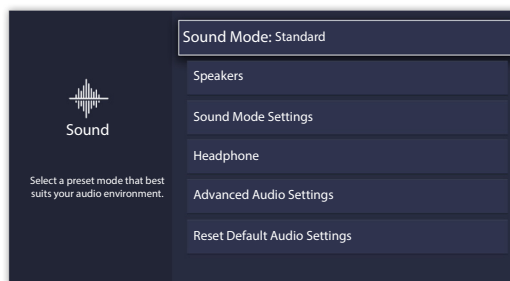 Sound Mode: Standard
Speakers
Sound Mode Settings
Headphone
Advanced Audio Settings
Reset Default Audio Settings
Sound
Select a preset mode that best
suits your audio environment.